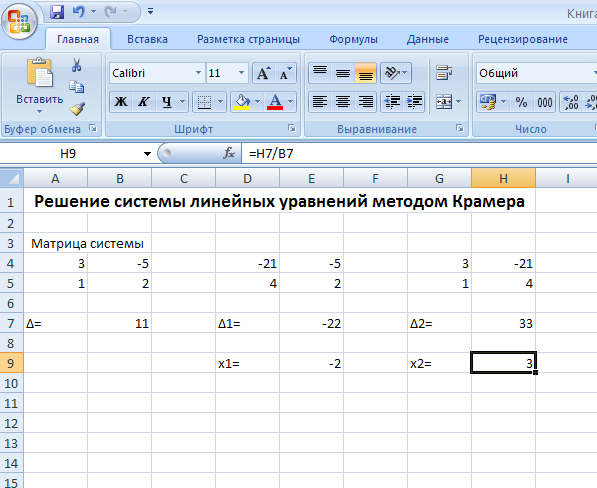 Книга
Главная Вставка Разметка страницы Формулы Данные Рецензирование
Calibri 11 А А Общий
Вставить
Ж К Ч А % 000 ,00
Буфер обмена Шрифт Выравнивание Число
H9 fx =H7/B7
A B C D E F G H I
1 Решение системы линейных уравнений методом Крамера
2
3 Матрица системы
4 3 -5 -21 -5 3 -21
5 1 2 4 2 1 4
6
7 Δ= 11 Δ1= -22 Δ2= 33
8
9 x1= -2 x2= 3
10
11
12
13
14
15